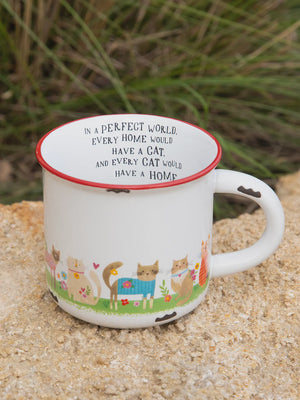 IN A PERFECT WORLD,
EVERY HOME WOULD
HAVE A CAT,
AND EVERY CAT WOULD
HAVE A HOME